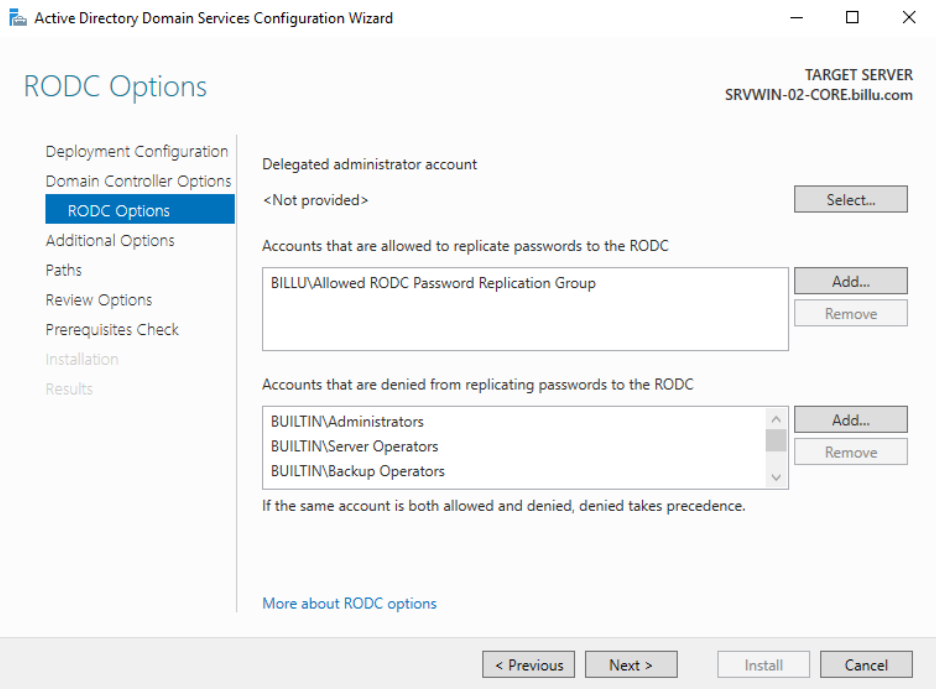 Active Directory Domain Services Configuration Wizard
RODC Options
TARGET SERVER
SRVWIN-02-CORE.billu.com
Deployment Configuration
Domain Controller Options
RODC Options
Additional Options
Paths
Review Options
Prerequisites Check
Installation
Results
Delegated administrator account
<Not provided>
Select...
Accounts that are allowed to replicate passwords to the RODC
BILLU\Allowed RODC Password Replication Group
Add...
Remove
Accounts that are denied from replicating passwords to the RODC
BUILTIN\Administrators
BUILTIN\Server Operators
BUILTIN\Backup Operators
Add...
Remove
If the same account is both allowed and denied, denied takes precedence.
More about RODC options
< Previous
Next >
Install
Cancel